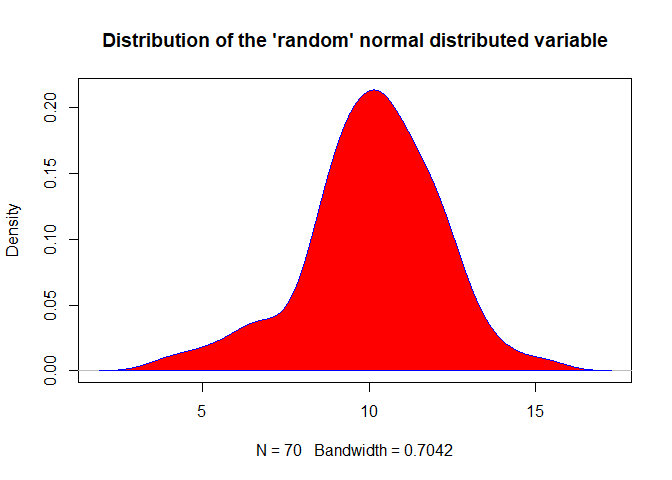 Distribution of the 'random' normal distributed variable
Density
0.20
0.15
0.10
0.05
0.00
5
10
15
N = 70   Bandwidth = 0.7042